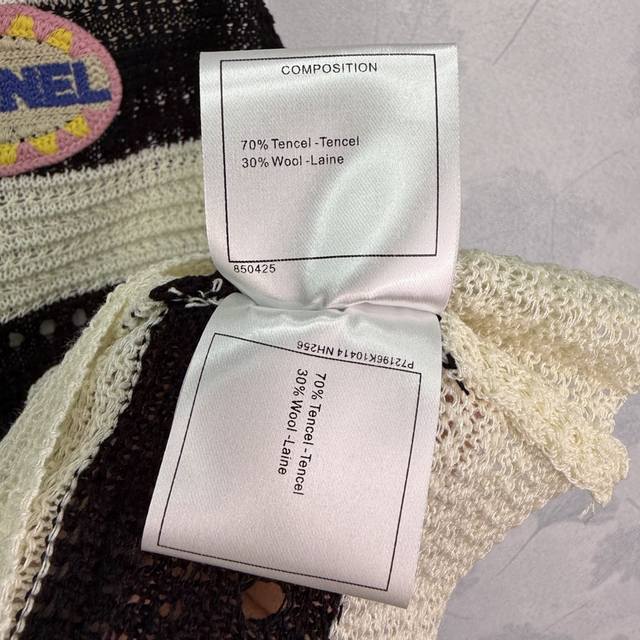 NEL
COMPOSITION
70% Tencel -Tencel
30% Wool -Laine
850425
P72196K10414 NH256
70% Tencel -Tencel
30% Wool -Laine